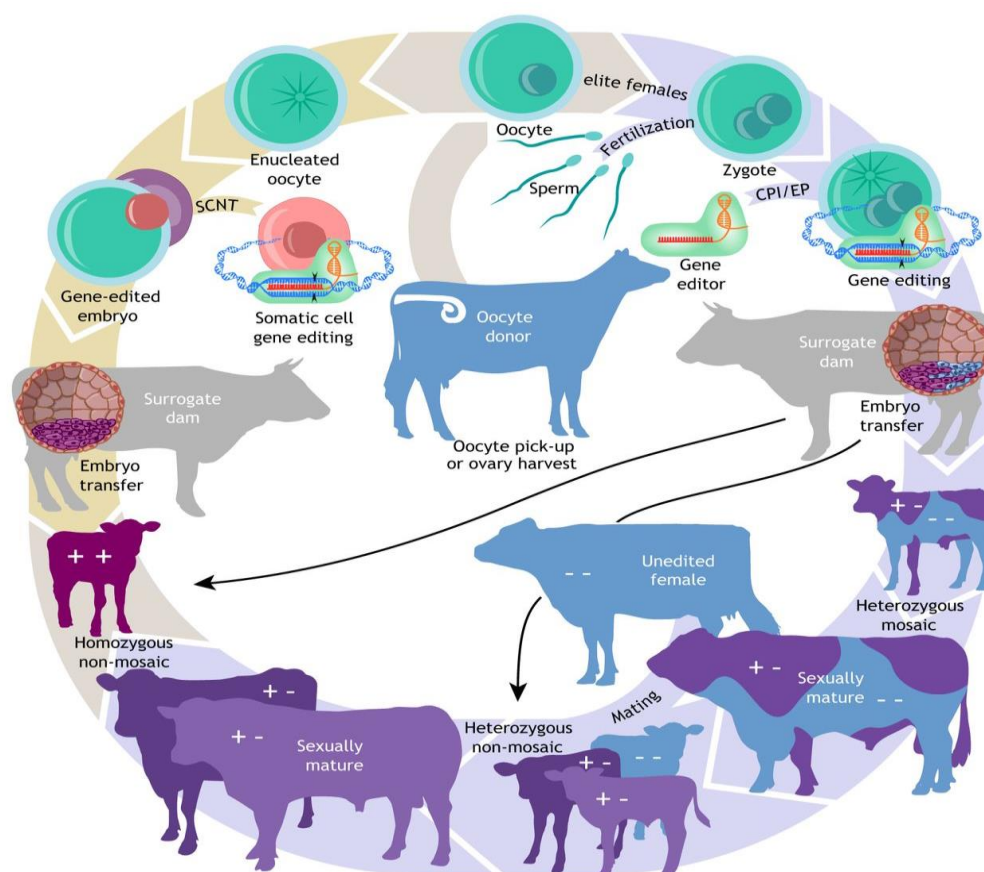 Oocyte
elite females
Fertilization
Sperm
Zygote
CPI/EP
Gene
editor
Gene editing
Enucleated
oocyte
SCNT
Gene-edited
embryo
Somatic cell
gene editing
Oocyte
donor
Oocyte pick-up
or ovary harvest
Surrogate
dam
Embryo
transfer
Surrogate
dam
Embryo
transfer
+ -
- -
Heterozygous
mosaic
+ +
Homozygous
non-mosaic
Unedited
female
- -
+ -
Sexually
mature
- -
Mating
Heterozygous
non-mosaic
+ -
- -
+ -
+ -
+ -
Sexually
mature